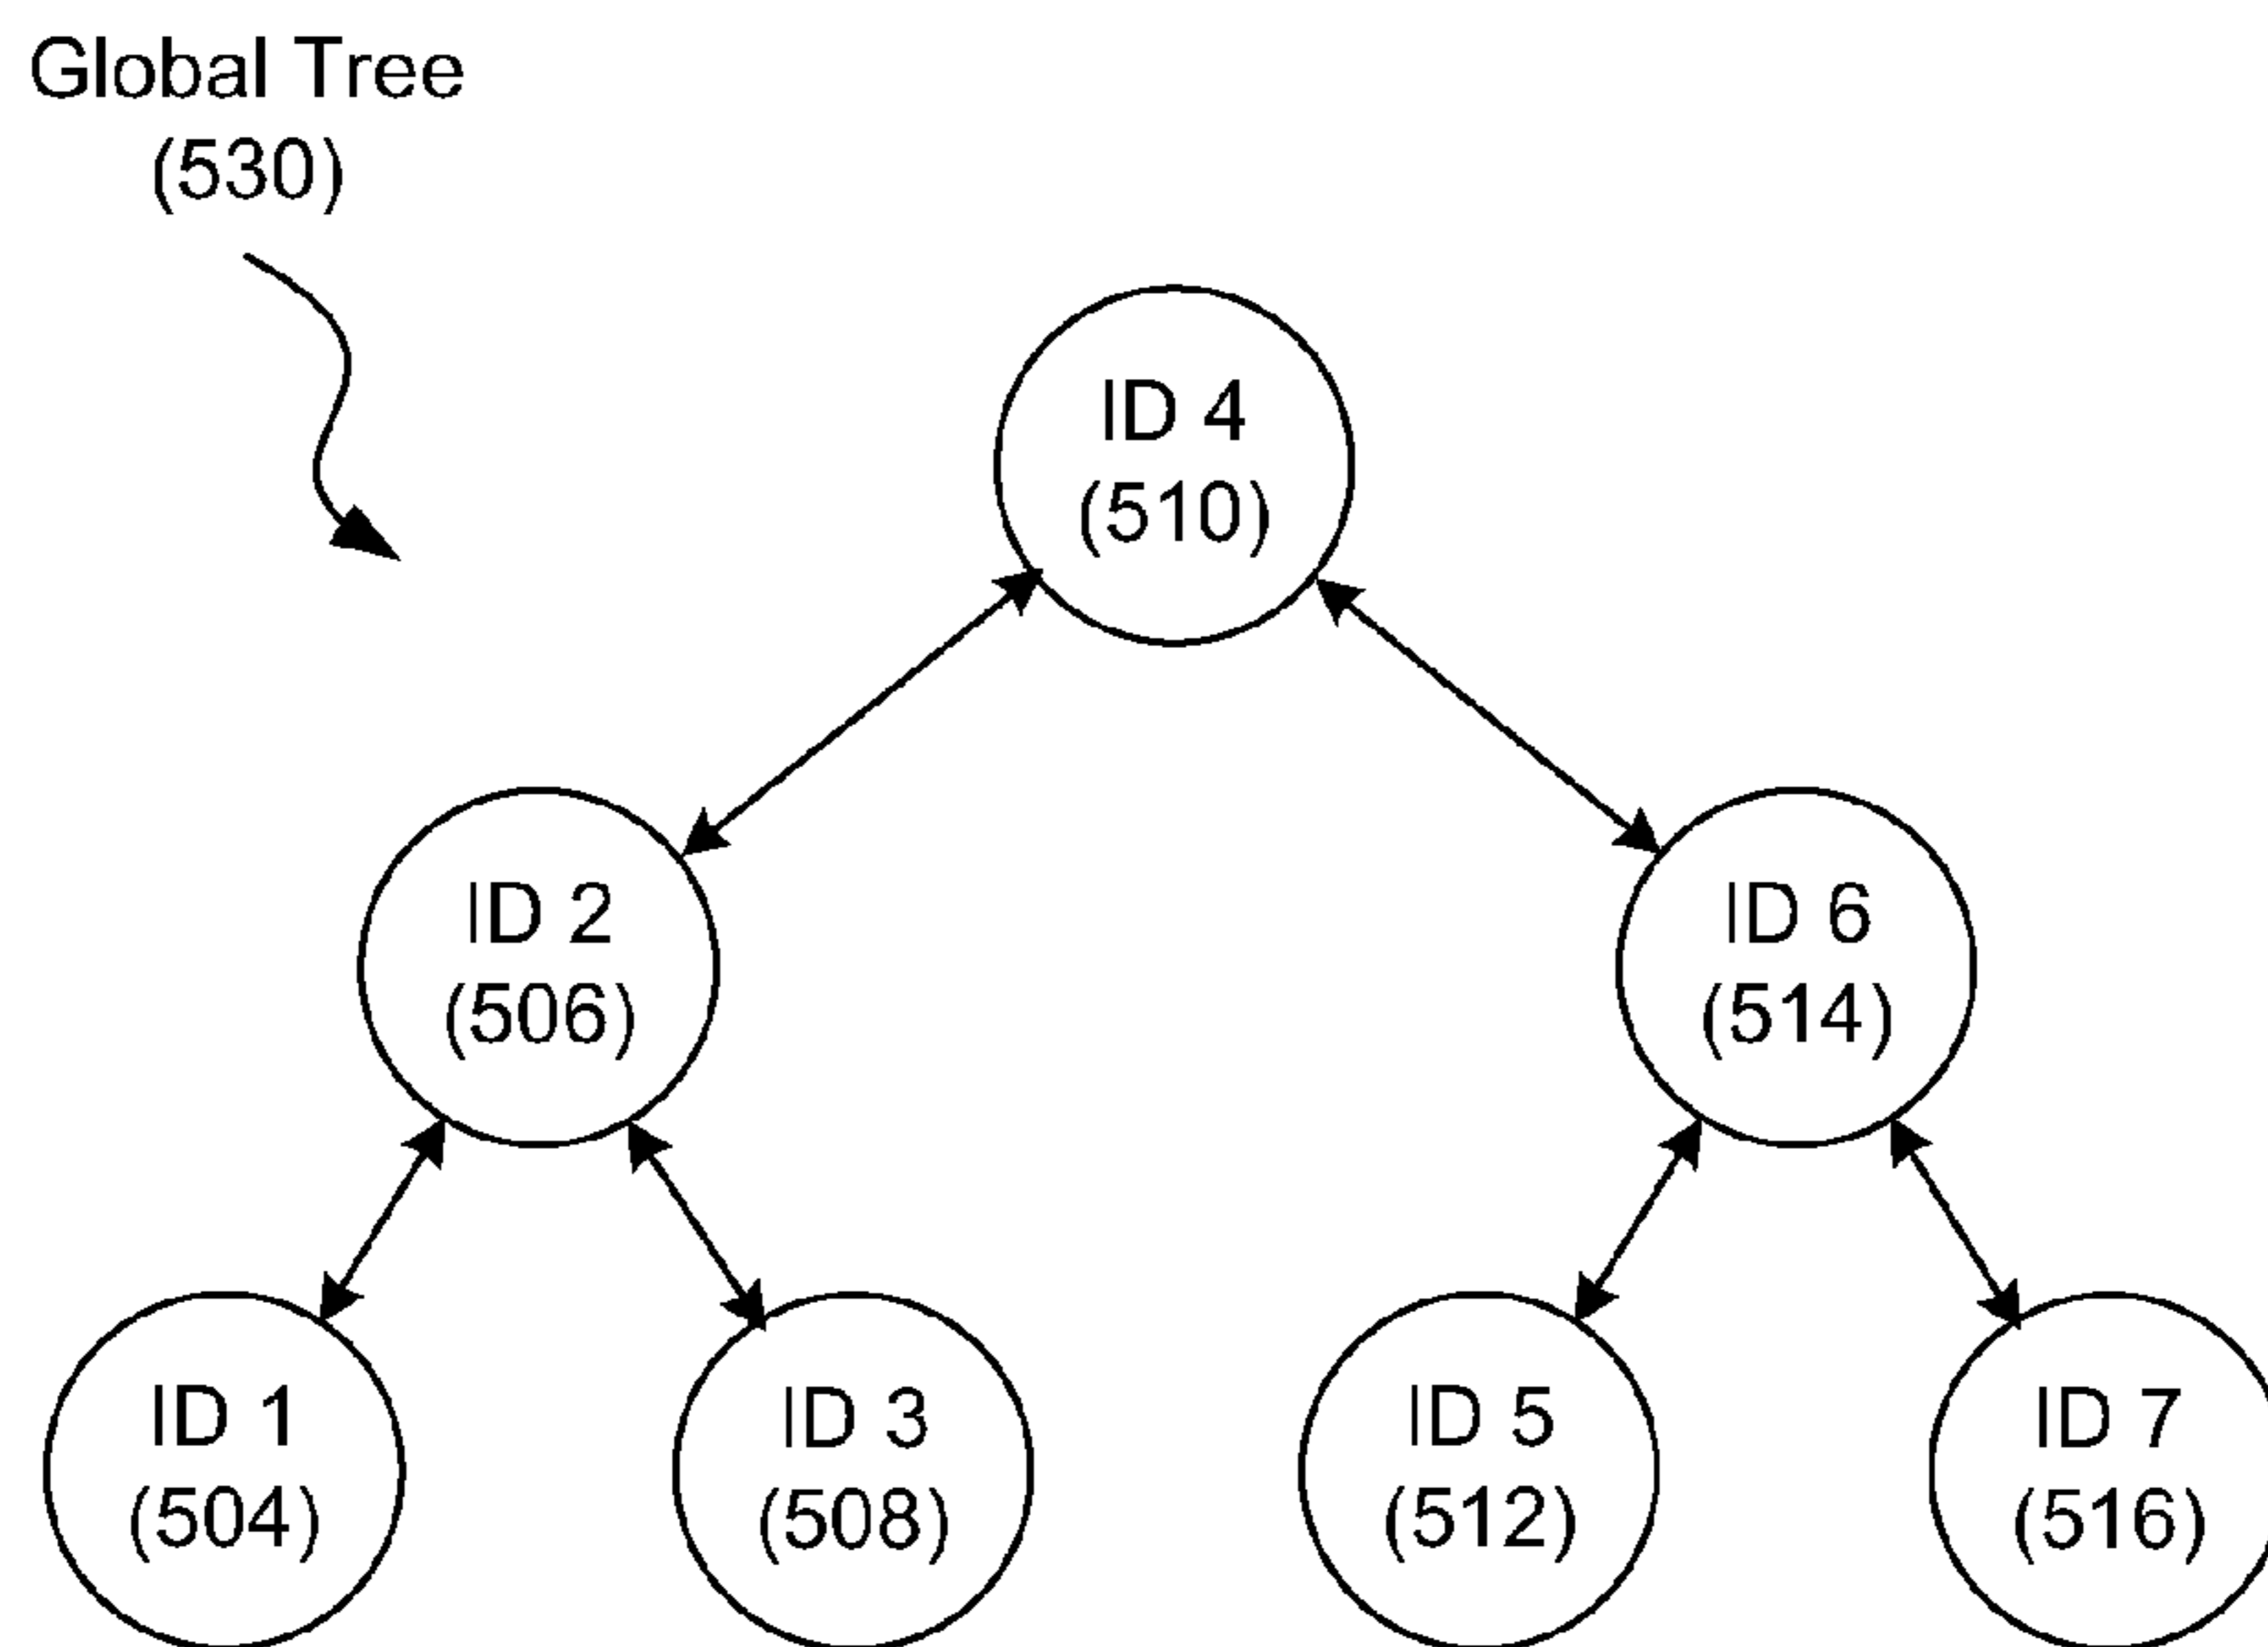 Global Tree
(530)
ID 4
(510)
ID 2
(506)
ID 6
(514)
ID 1
(504)
ID 3
(508)
ID 5
(512)
ID 7
(516)